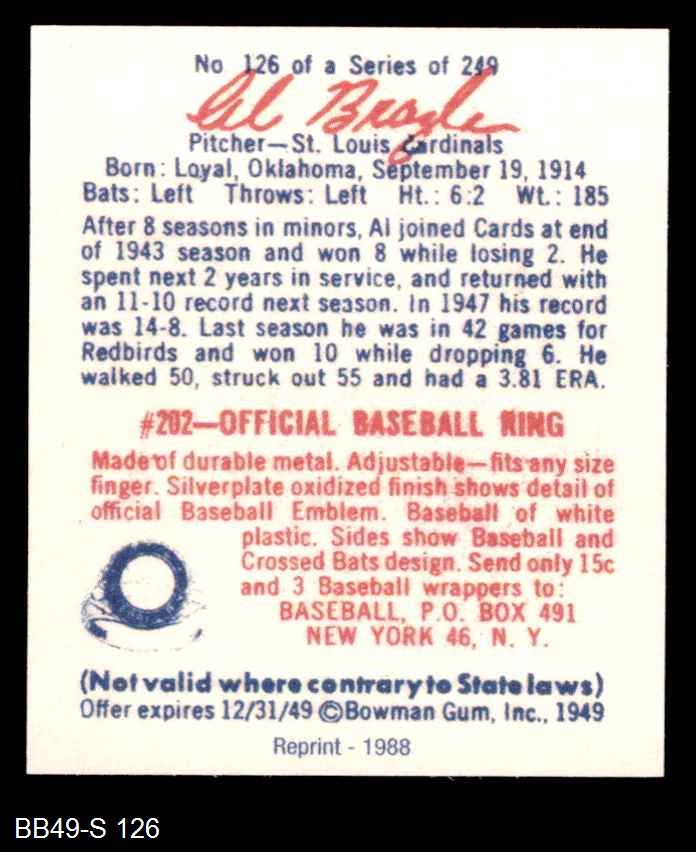 No 126 of a Series of 249
Al Brazle
Pitcher—St. Louis Cardinals
Born: Loyal, Oklahoma, September 19, 1914
Bats: Left Throws: Left Ht.: 6:2 Wt.: 185
After 8 seasons in minors, Al joined Cards at end
of 1943 season and won 8 while losing 2. He
spent next 2 years in service, and returned with
an 11-10 record next season. In 1947 his record
was 14-8. Last season he was in 42 games for
Redbirds and won 10 while dropping 6. He
walked 50, struck out 55 and had a 3.81 ERA.
#202—OFFICIAL BASEBALL RING
Made of durable metal. Adjustable—fits any size
finger. Silverplate oxidized finish shows detail of
official Baseball Emblem. Baseball of white
plastic. Sides show Baseball and
Crossed Bats design. Send only 15c
and 3 Baseball wrappers to:
BASEBALL, P.O. BOX 491
NEW YORK 46, N. Y.
(Not valid where contrary to State laws)
Offer expires 12/31/49 ©Bowman Gum, Inc., 1949
Reprint - 1988
BB49-S 126